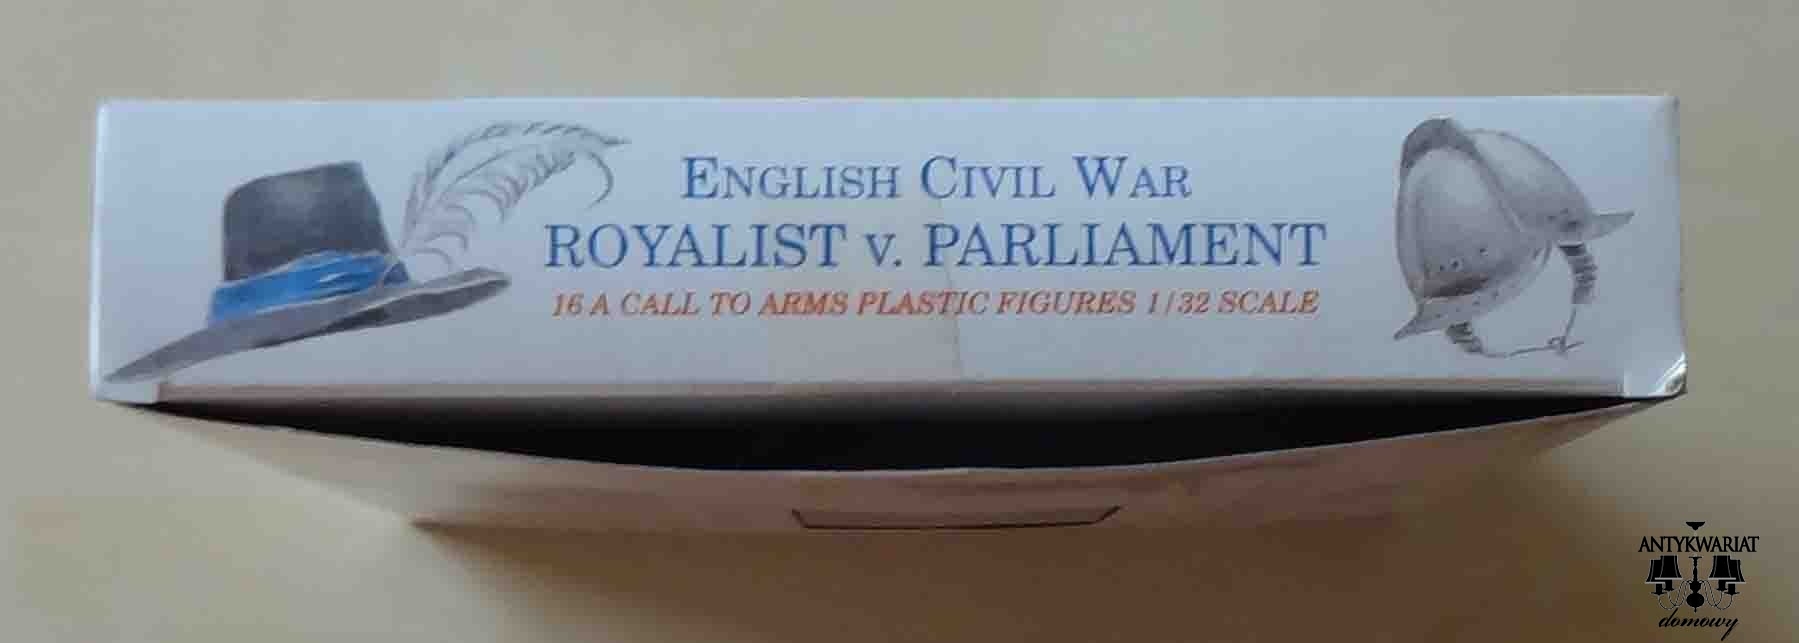 ENGLISH CIVIL WAR
ROYALIST v. PARLIAMENT
16 A CALL TO ARMS PLASTIC FIGURES 1/32 SCALE
ANTYKWARIAT
domowy